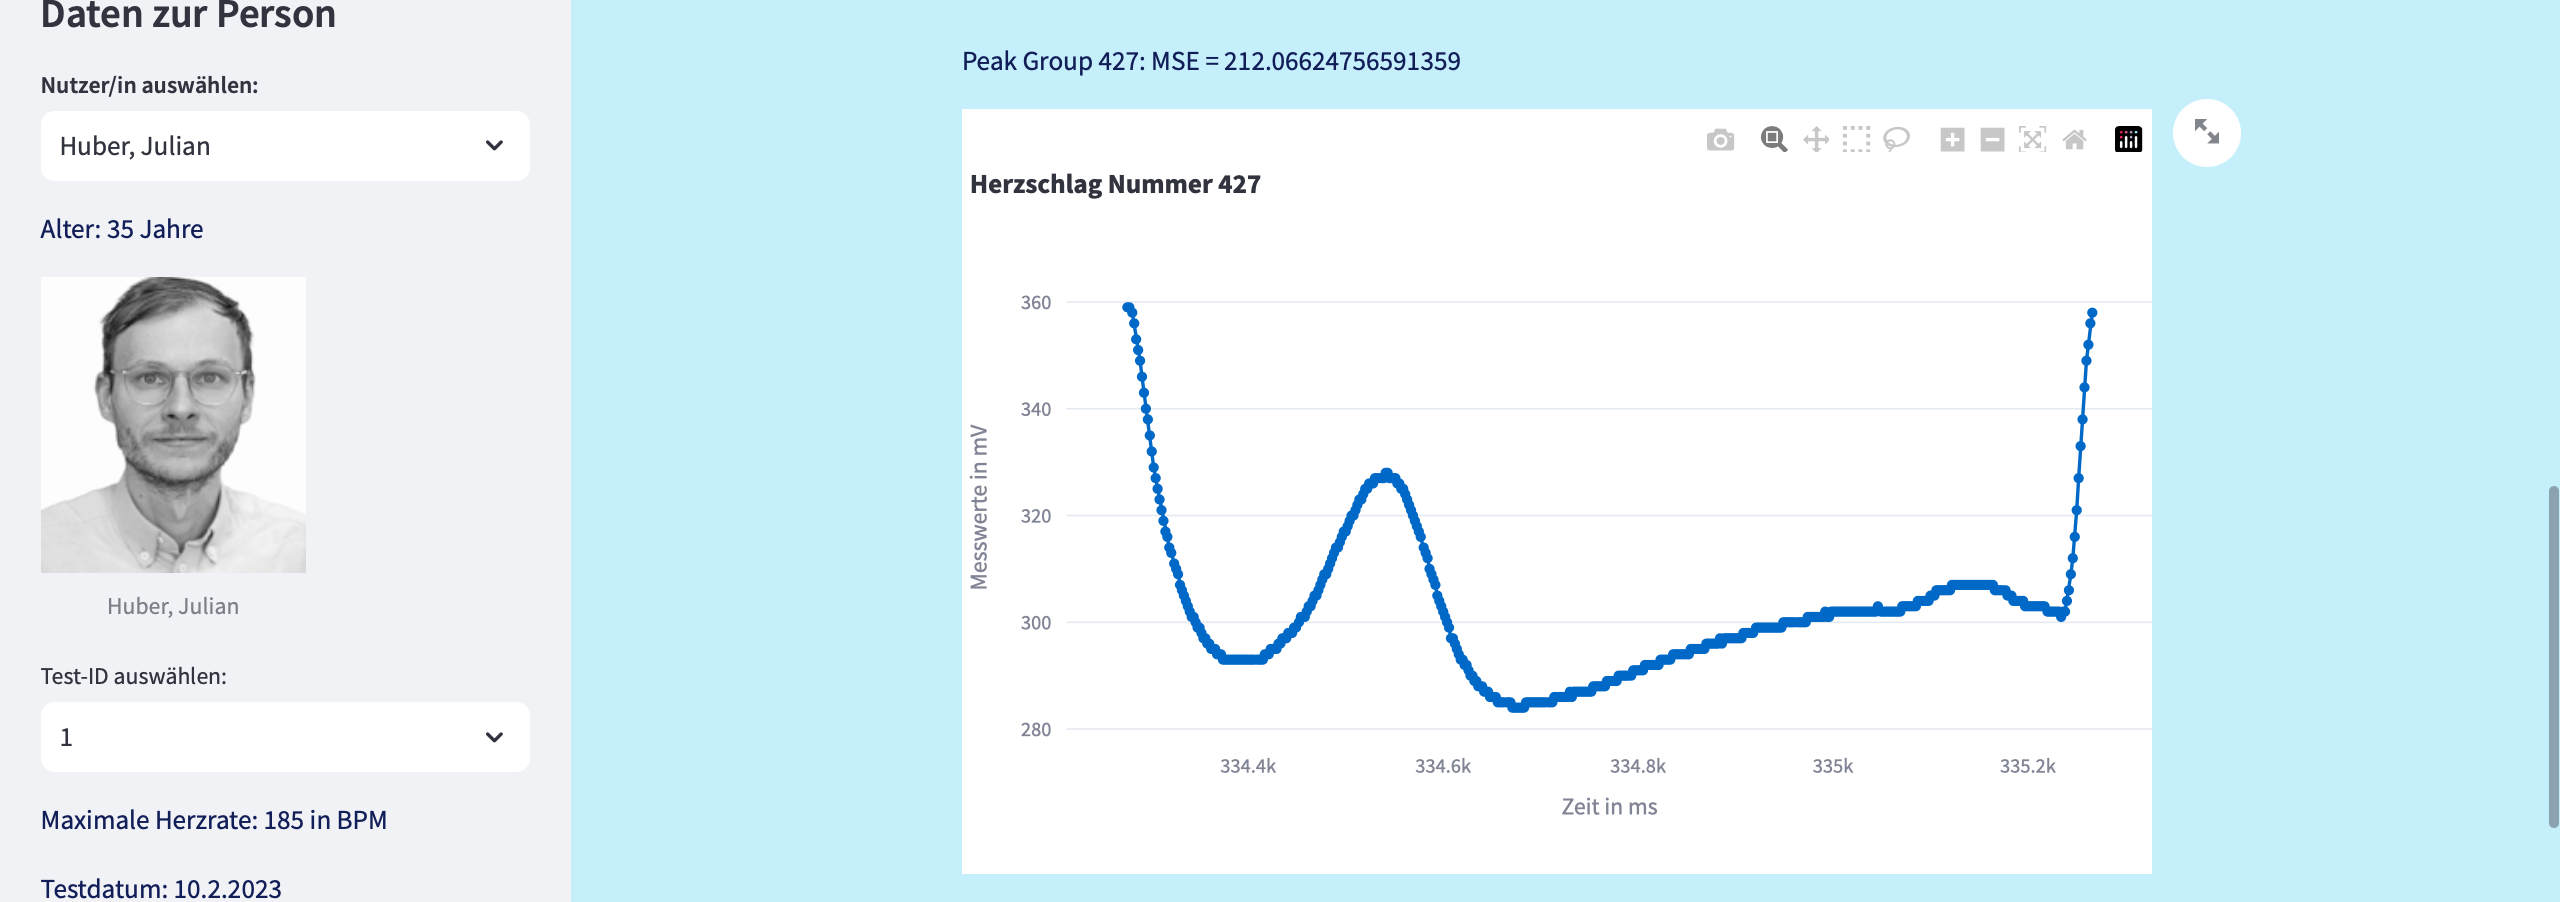 Daten zur Person
Nutzer/in auswählen:
Huber, Julian
Alter: 35 Jahre
Huber, Julian
Test-ID auswählen:
1
Maximale Herzrate: 185 in BPM
Testdatum: 10.2.2023
Peak Group 427: MSE = 212.06624756591359
Herzschlag Nummer 427
Messwerte in mV
360
340
320
300
280
334.4k 334.6k 334.8k 335k 335.2k
Zeit in ms